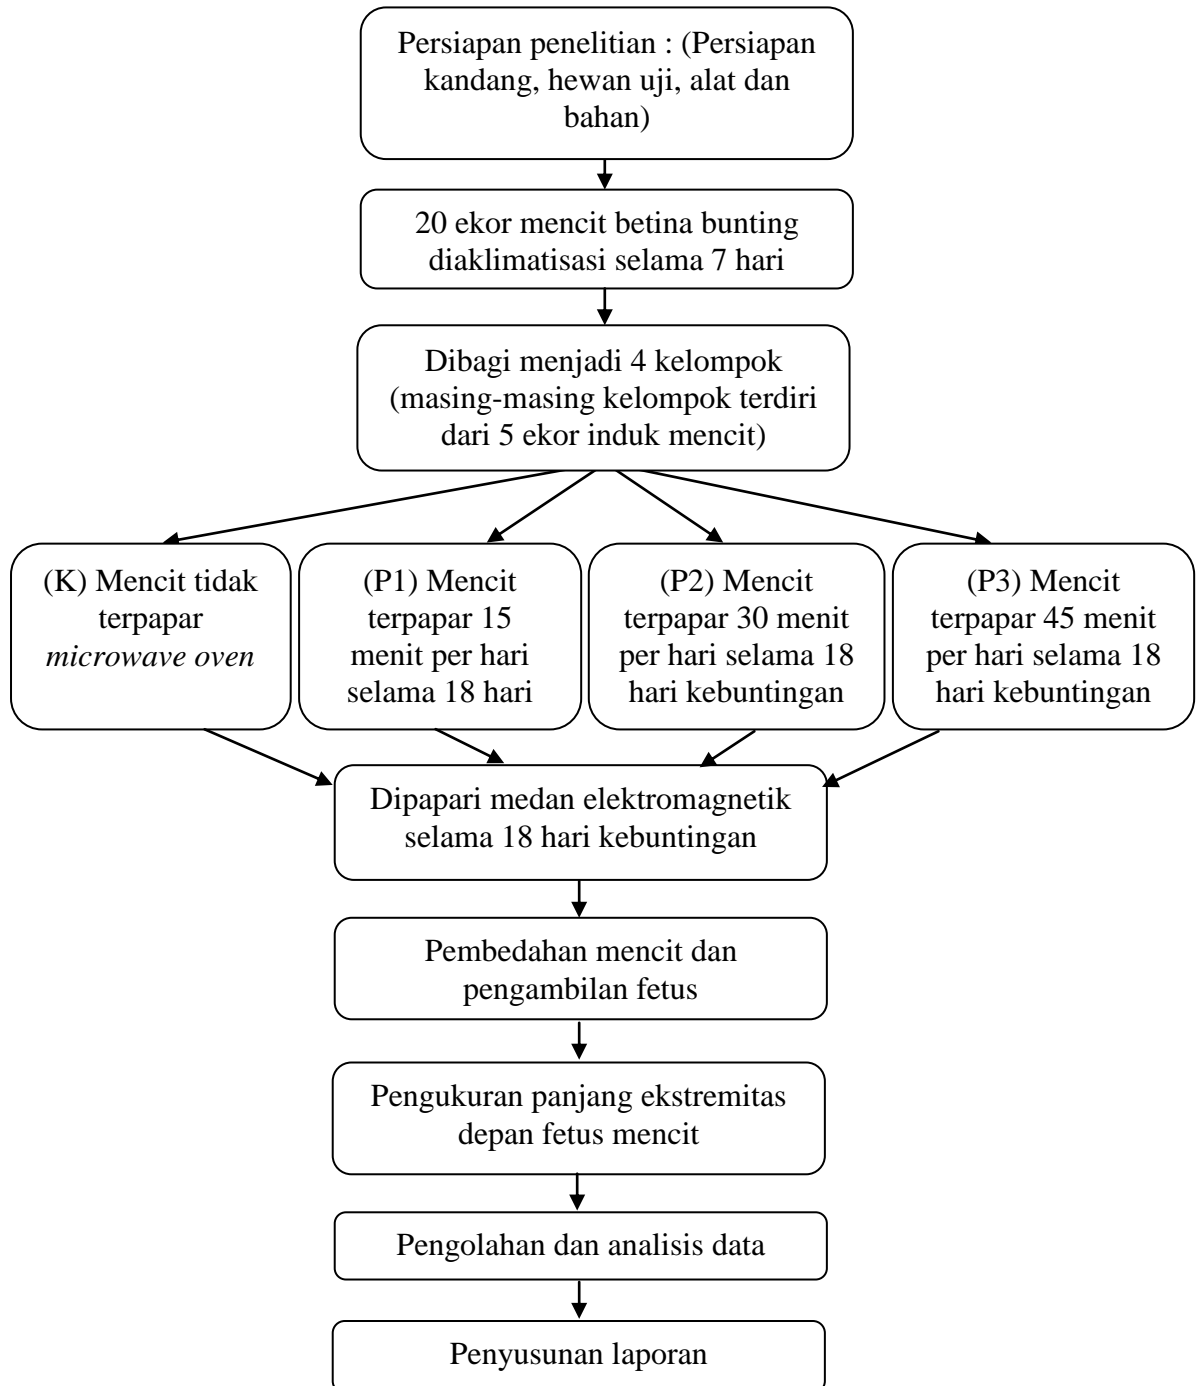 Persiapan penelitian : (Persiapan
kandang, hewan uji, alat dan
bahan)
20 ekor mencit betina bunting
diaklimatisasi selama 7 hari
Dibagi menjadi 4 kelompok
(masing-masing kelompok terdiri
dari 5 ekor induk mencit)
(K) Mencit tidak
terpapar
microwave oven
(P1) Mencit
terpapar 15
menit per hari
selama 18 hari
(P2) Mencit
terpapar 30 menit
per hari selama 18
hari kebuntingan
(P3) Mencit
terpapar 45 menit
per hari selama 18
hari kebuntingan
Dipapari medan elektromagnetik
selama 18 hari kebuntingan
Pembedahan mencit dan
pengambilan fetus
Pengukuran panjang ekstremitas
depan fetus mencit
Pengolahan dan analisis data
Penyusunan laporan